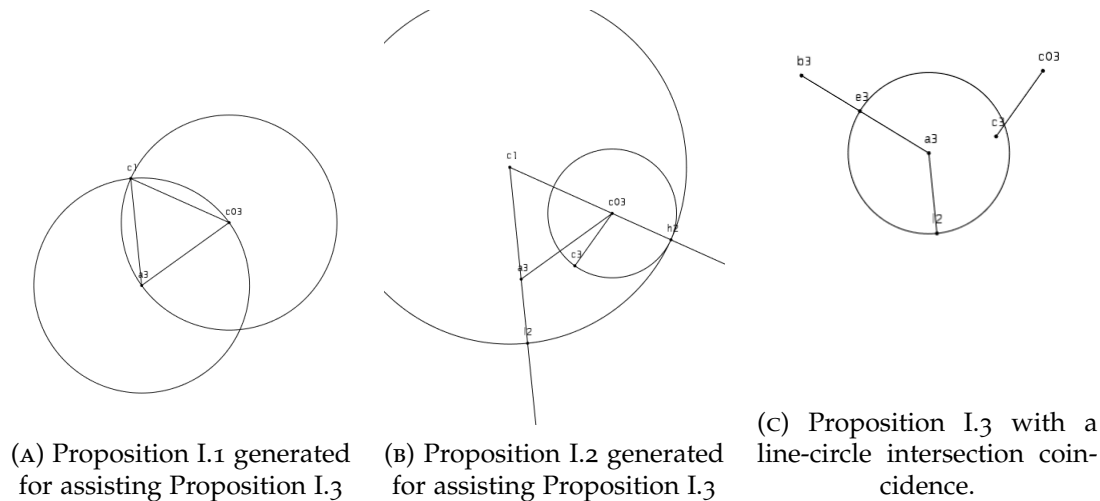 c1
c03
a3
c1
c03
h2
c3
a3
l2
b3
c03
e3
c3
a3
l2
(A) Proposition I.1 generated
for assisting Proposition I.3
(B) Proposition I.2 generated
for assisting Proposition I.3
(C) Proposition I.3 with a
line-circle intersection coin-
cidence.